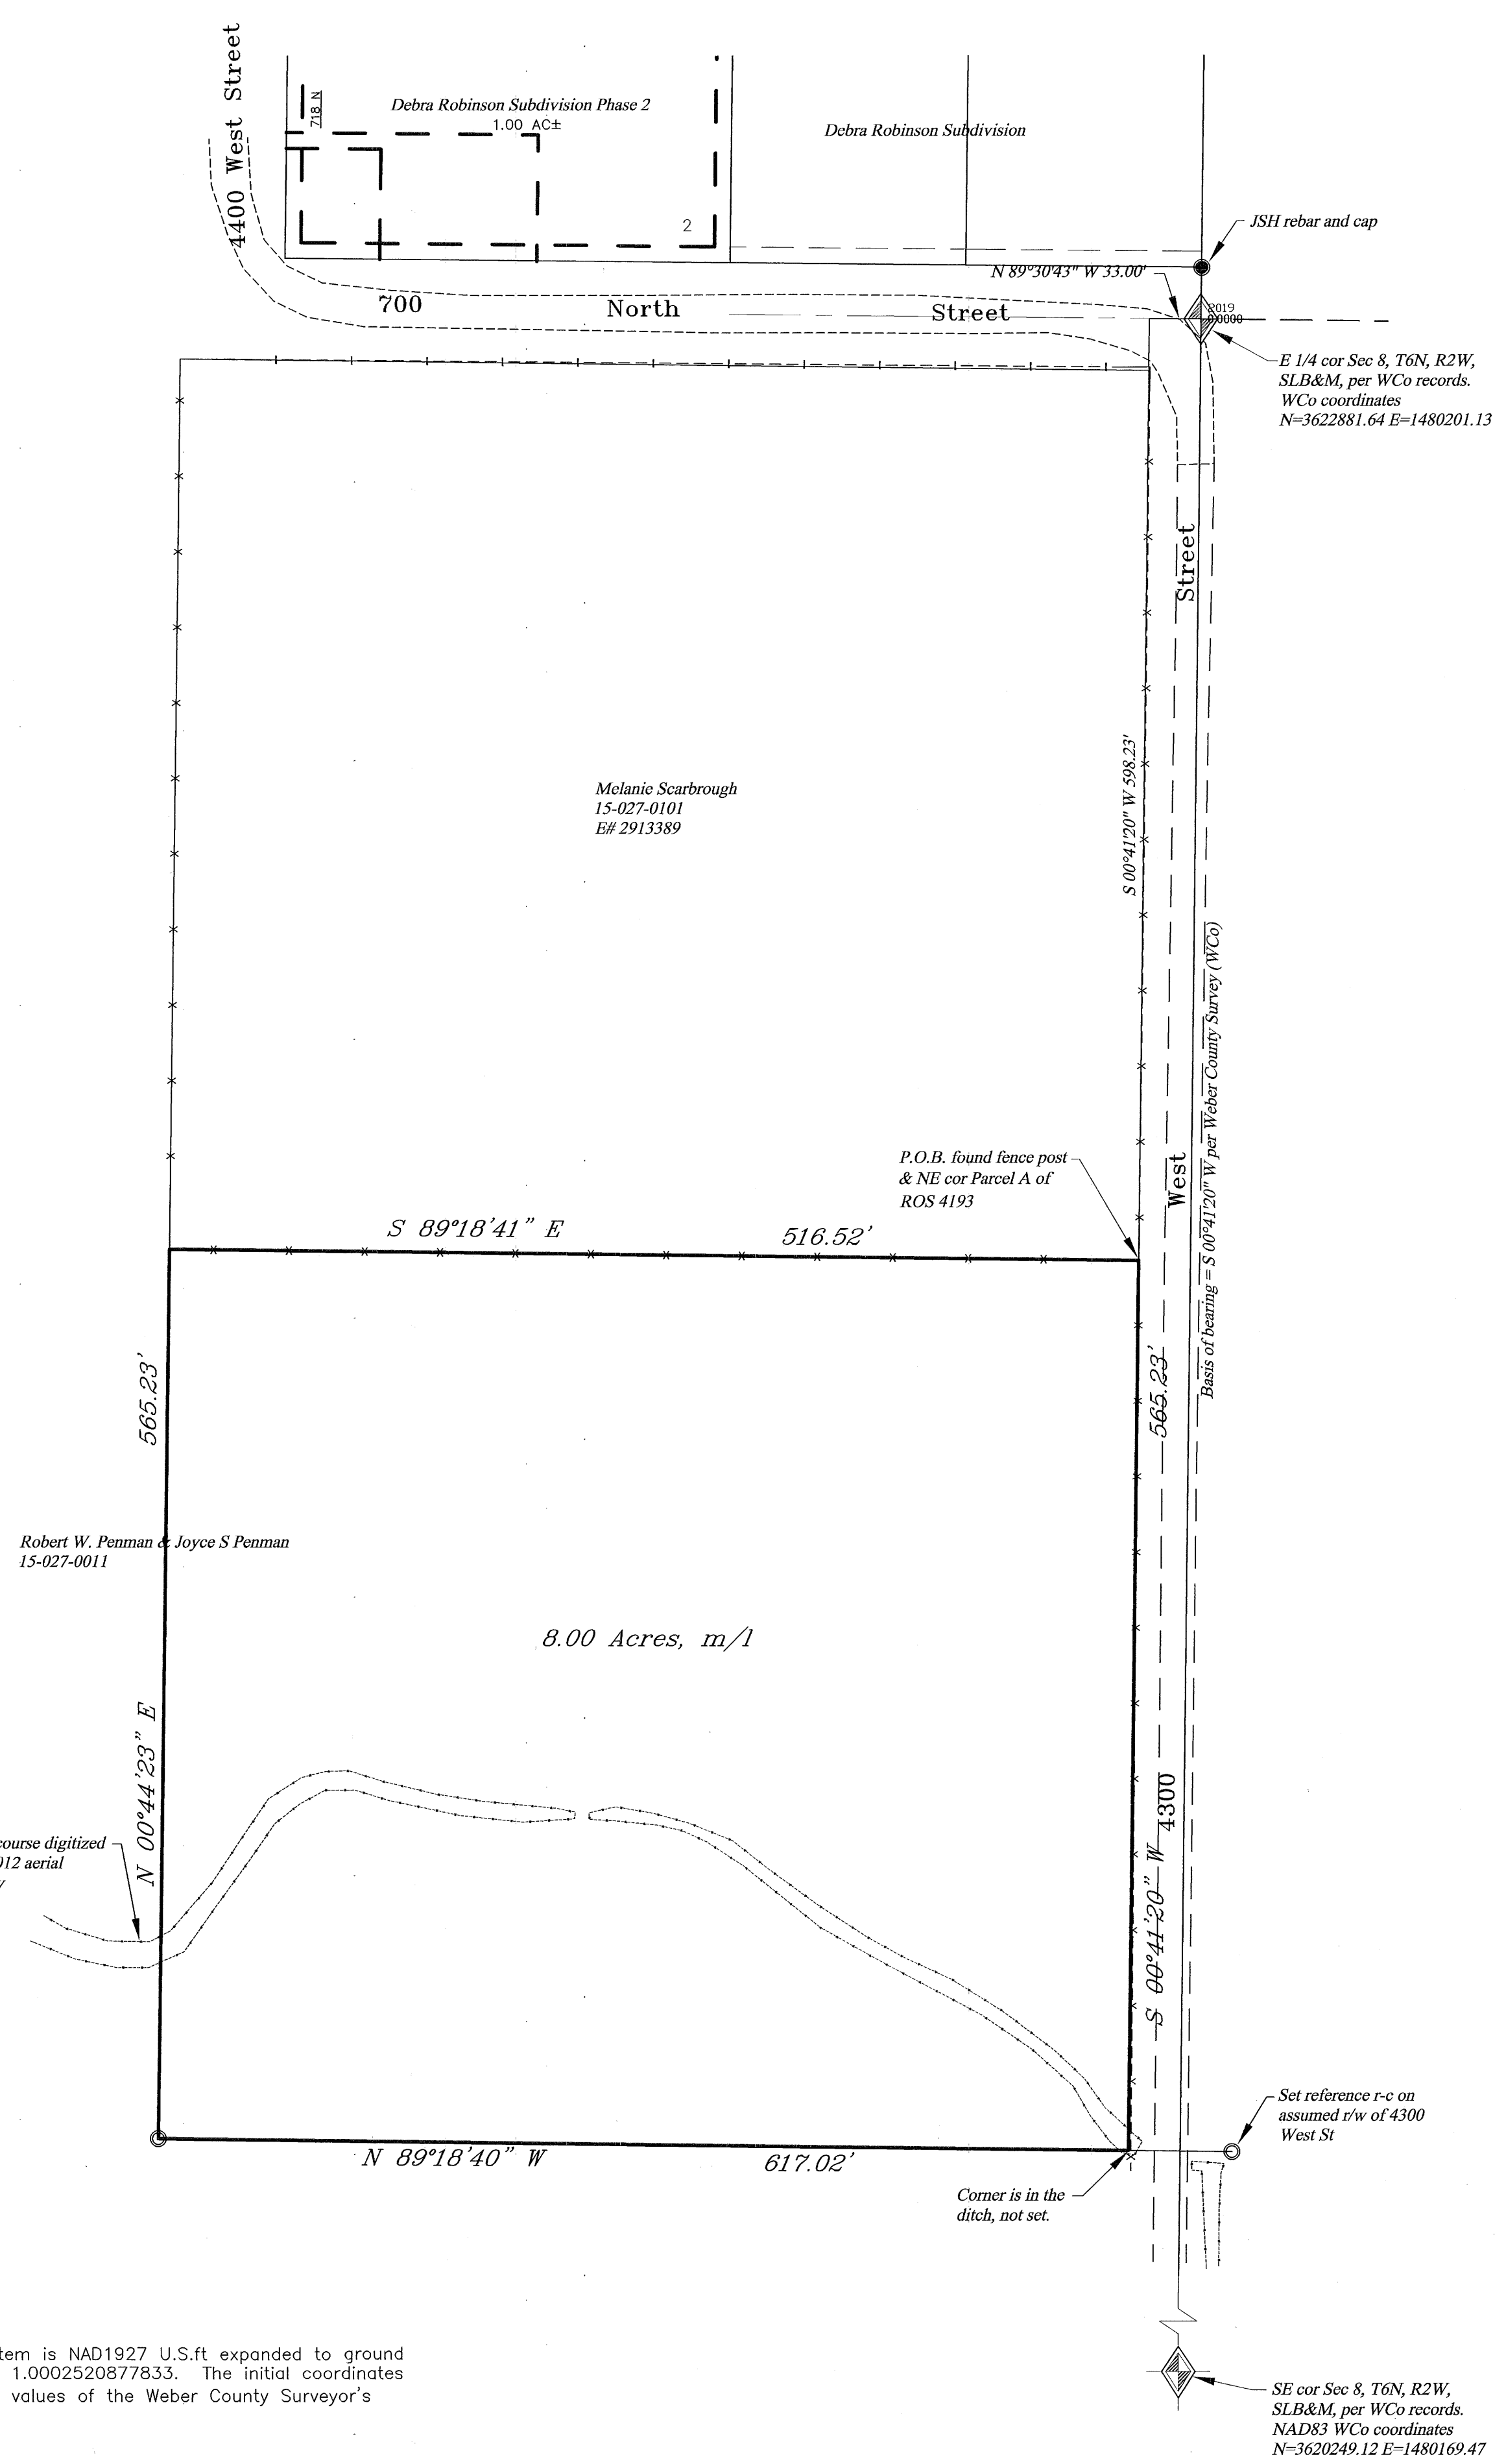 4400 West Street
718 N
Debra Robinson Subdivision Phase 2
1.00 AC±
2
Debra Robinson Subdivision
JSH rebar and cap
N 89°30'43" W 33.00'
2019
0.0000
700 North Street
E 1/4 cor Sec 8, T6N, R2W,
SLB&M, per WCo records.
WCo coordinates
N=3622881.64 E=1480201.13
Street
S 00°41'20" W 598.23'
Melanie Scarbrough
15-027-0101
E# 2913389
Basis of bearing = S 00°41'20" W per Weber County Survey (WCo)
West
P.O.B. found fence post
& NE cor Parcel A of
ROS 4193
S 89°18'41" E
516.52'
565.23'
565.23'
Robert W. Penman & Joyce S Penman
15-027-0011
8.00 Acres, m/l
N 00°44'23" E
4300
S 00°41'20" W
course digitized
012 aerial
N 89°18'40" W
617.02'
Set reference r-c on
assumed r/w of 4300
West St
Corner is in the
ditch, not set.
tem is NAD1927 U.S.ft expanded to ground
1.0002520877833. The initial coordinates
values of the Weber County Surveyor's
SE cor Sec 8, T6N, R2W,
SLB&M, per WCo records.
NAD83 WCo coordinates
N=3620249.12 E=1480169.47